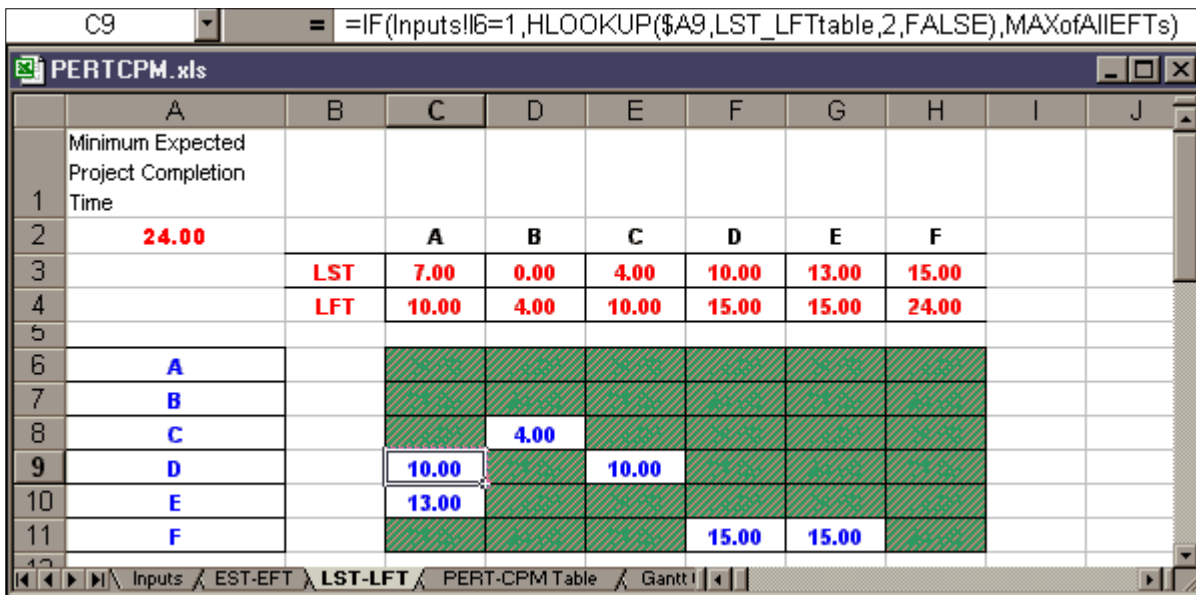 C9 = =IF(Inputs!I6=1,HLOOKUP($A9,LST_LFTtable,2,FALSE),MAXofAllEFTs)
PERTCPM.xls
A B C D E F G H I J
Minimum Expected
Project Completion
1 Time
2 24.00 A B C D E F
3 LST 7.00 0.00 4.00 10.00 13.00 15.00
4 LFT 10.00 4.00 10.00 15.00 15.00 24.00
5
6 A
7 B
8 C 4.00
9 D 10.00 10.00
10 E 13.00
11 F 15.00 15.00
12
Inputs EST-EFT LST-LFT PERT-CPM Table Gantt